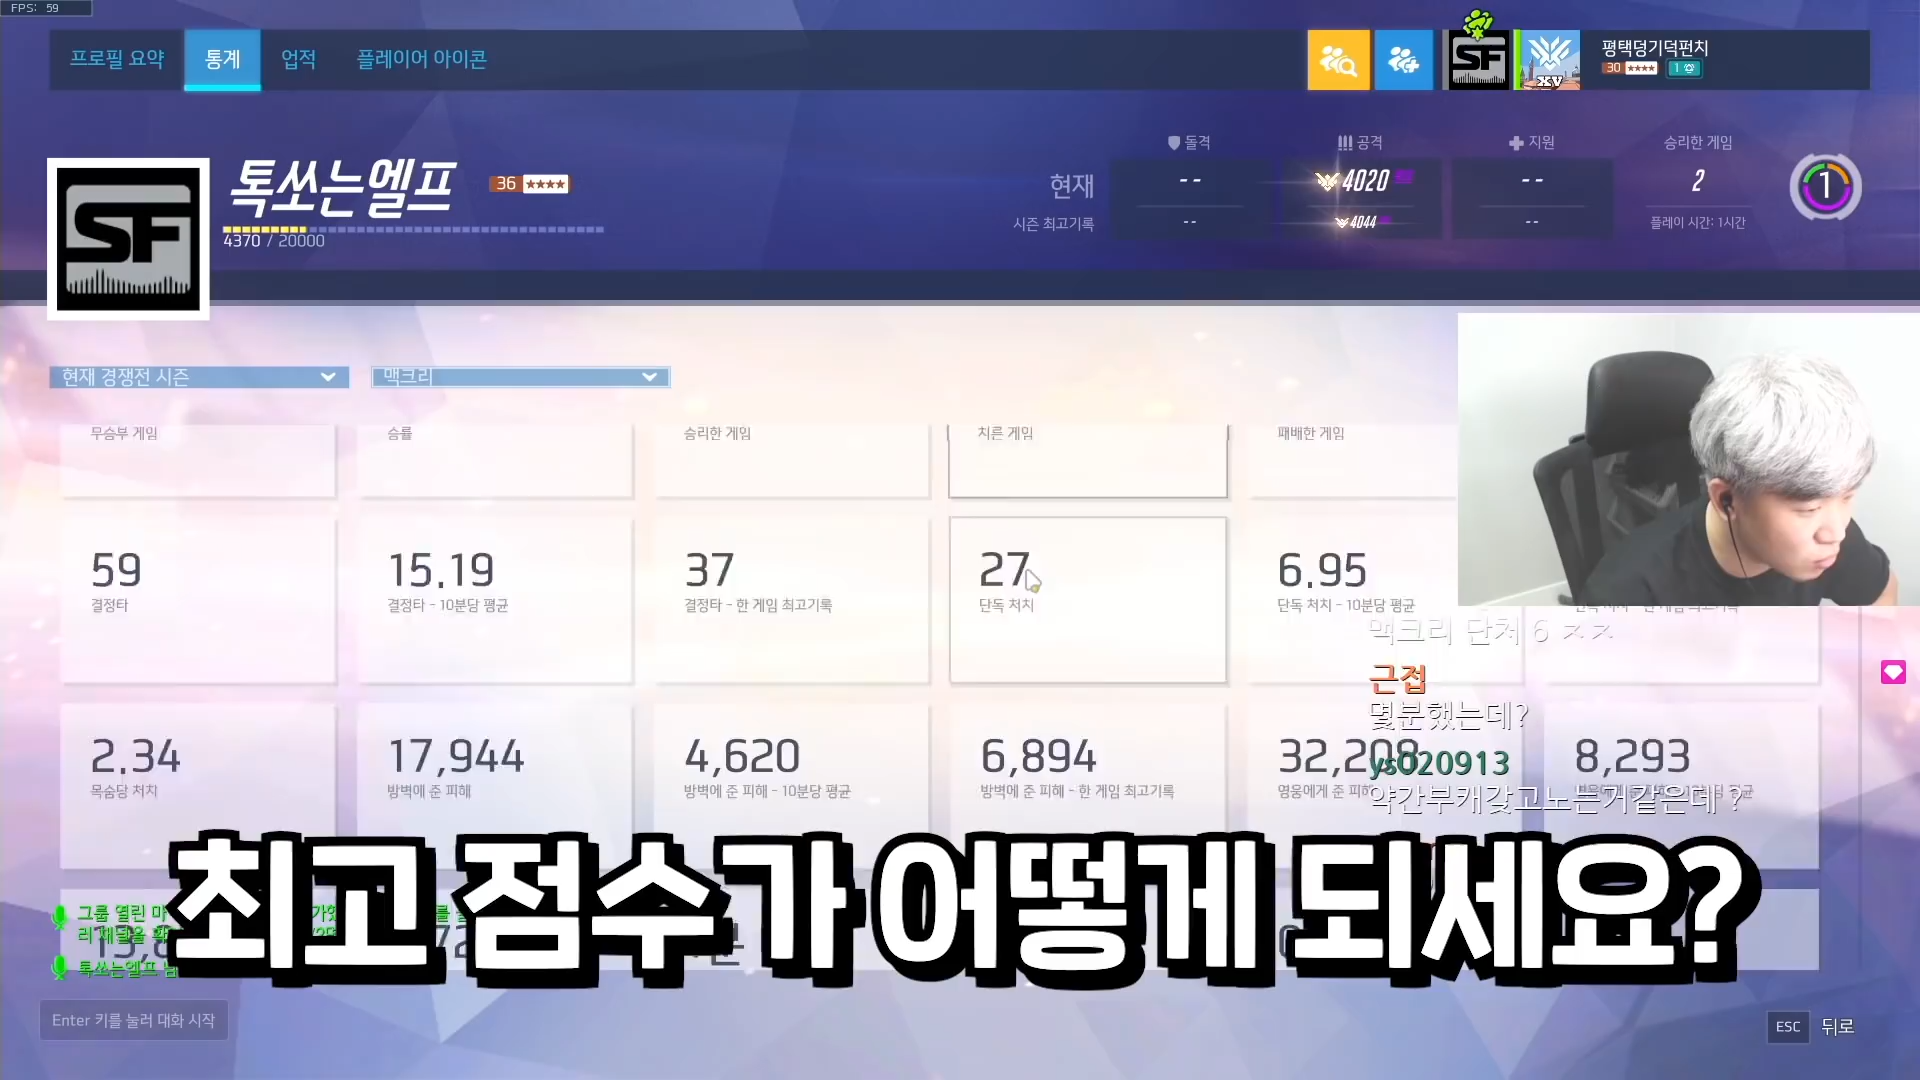 FPS: 59
프로필 요약
통계
업적
플레이어 아이콘
SF
XV
평택덩기덕펀치
30 ★★★★
1
SF
톡쏘는엘프
36 ★★★★
4370 / 20000
돌격
공격
지원
승리한 게임
현재
--
4020
--
2
시즌 최고기록
--
4044
--
플레이 시간: 1시간
1
현재 경쟁전 시즌
맥크리
무승부 게임
승률
승리한 게임
치른 게임
패배한 게임
59
결정타
15.19
결정타 - 10분당 평균
37
결정타 - 한 게임 최고기록
27
단독 처치
6.95
단독 처치 - 10분당 평균
맥크리 단처 6 ㅈㅈ
근접
몇분했는데?
ys020913
약간부캐갖고노는거같은데 ?
2.34
목숨당 처치
17,944
방벽에 준 피해
4,620
방벽에 준 피해 - 10분당 평균
6,894
방벽에 준 피해 - 한 게임 최고기록
32,208
영웅에게 준 피해
8,293
최고 점수가 어떻게 되세요?
그룹 열린 마
톡쏘는엘프 님
Enter 키를 눌러 대화 시작
ESC 뒤로